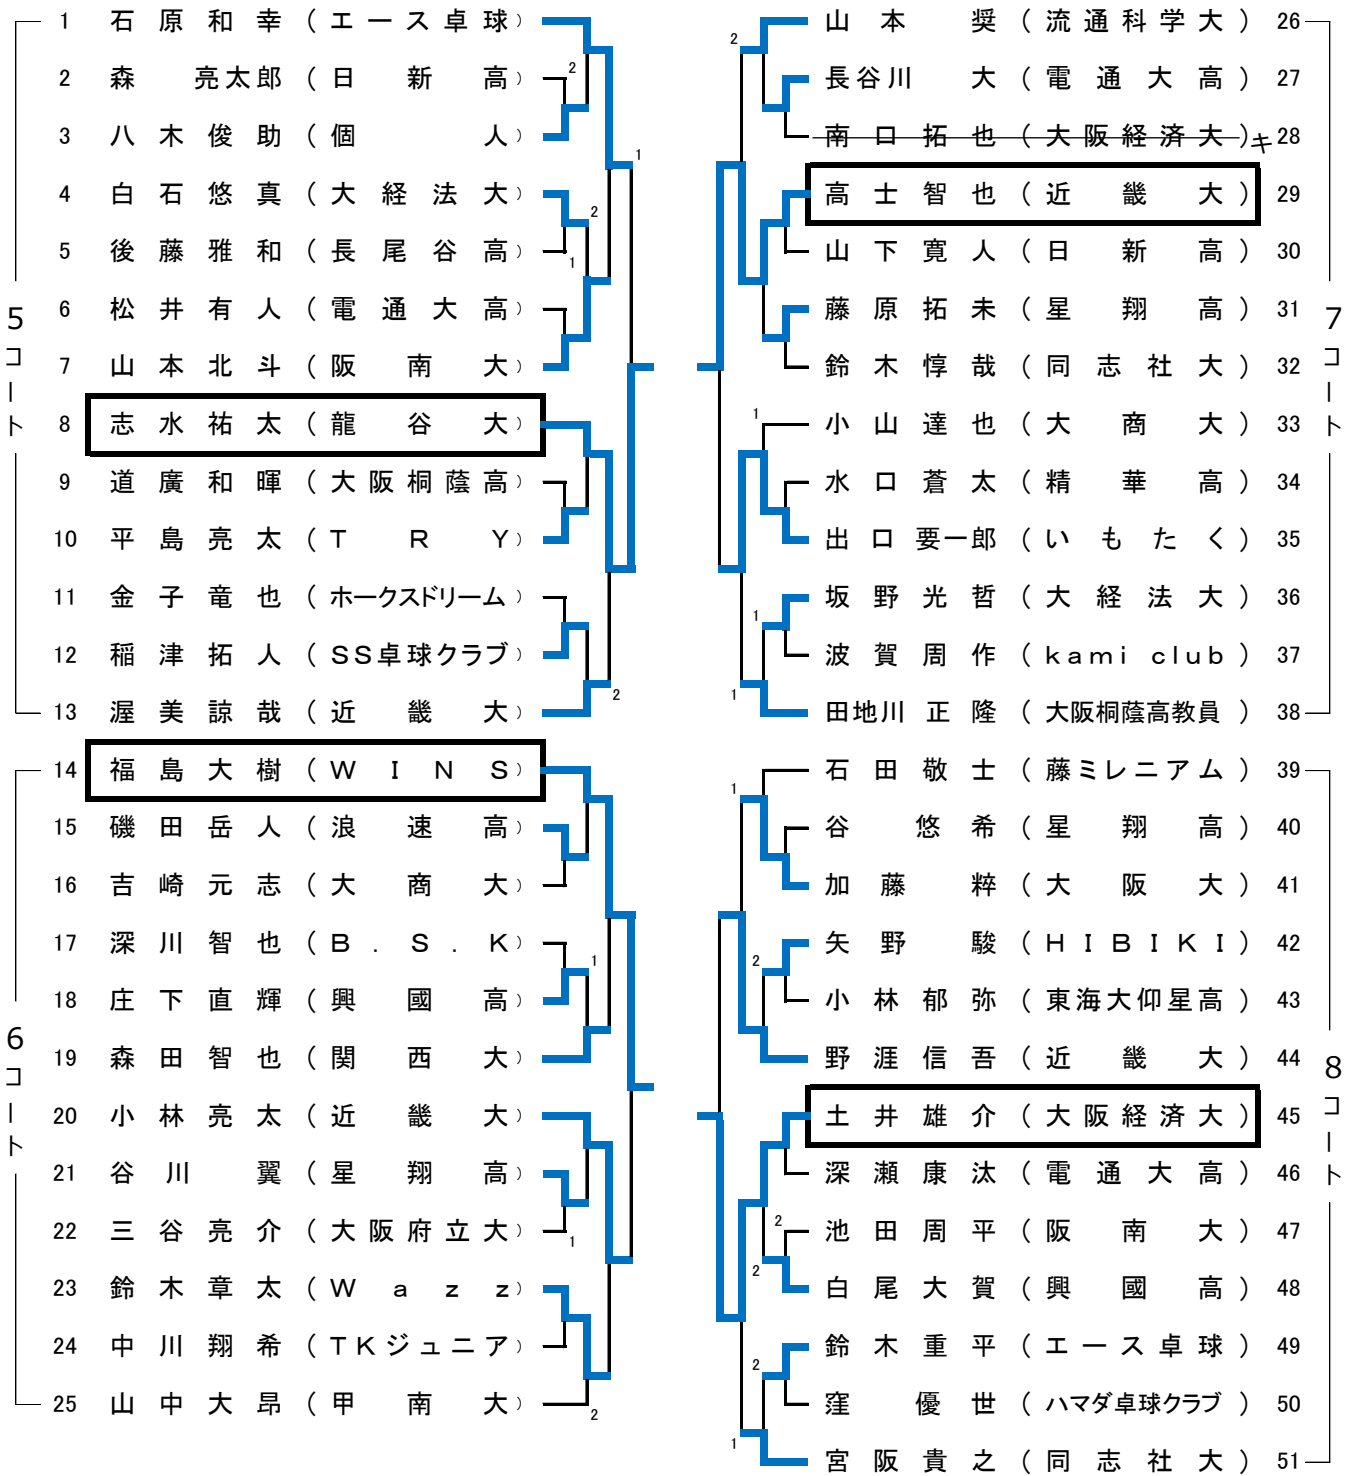 1 石原和幸（エース卓球）
2 森 亮太郎（日新高）
3 八木俊助（個人）
4 白石悠真（大経法大）
5 後藤雅和（長尾谷高）
6 松井有人（電通大高）
7 山本北斗（阪南大）
8 志水祐太（龍谷大）
9 道廣和暉（大阪桐蔭高）
10 平島亮太（ＴＲＹ）
11 金子竜也（ホークスドリーム）
12 稲津拓人（SS卓球クラブ）
13 渥美諒哉（近畿大）
5コート
2
2
1
1
2
14 福島大樹（ＷＩＮＳ）
15 磯田岳人（浪速高）
16 吉崎元志（大商大）
17 深川智也（Ｂ．Ｓ．Ｋ）
18 庄下直輝（興國高）
19 森田智也（関西大）
20 小林亮太（近畿大）
21 谷川 翼（星翔高）
22 三谷亮介（大阪府立大）
23 鈴木章太（Ｗａｚｚ）
24 中川翔希（TKジュニア）
25 山中大昂（甲南大）
6コート
1
1
2
山本 奨（流通科学大）26
長谷川 大（電通大高）27
南口拓也（大阪経済大）キ 28
高士智也（近畿大）29
山下寛人（日新高）30
藤原拓未（星翔高）31
鈴木惇哉（同志社大）32
小山達也（大商大）33
水口蒼太（精華高）34
出口要一郎（いもたく）35
坂野光哲（大経法大）36
波賀周作（kami club）37
田地川正隆（大阪桐蔭高教員）38
7コート
2
1
1
1
石田敬士（藤ミレニアム）39
谷 悠希（星翔高）40
加藤 粹（大阪大）41
矢野 駿（ＨＩＢＩＫＩ）42
小林郁弥（東海大仰星高）43
野涯信吾（近畿大）44
土井雄介（大阪経済大）45
深瀬康汰（電通大高）46
池田周平（阪南大）47
白尾大賀（興國高）48
鈴木重平（エース卓球）49
窪 優世（ハマダ卓球クラブ）50
宮阪貴之（同志社大）51
8コート
1
2
2
2
2
1